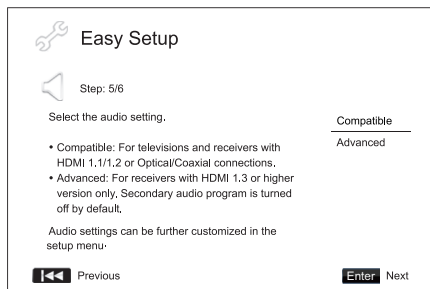 Easy Setup
Step: 5/6
Select the audio setting.
• Compatible: For televisions and receivers with
HDMI 1.1/1.2 or Optical/Coaxial connections.
• Advanced: For receivers with HDMI 1.3 or higher
version only, Secondary audio program is turned
off by default.
Audio settings can be further customized in the
setup menu.
Compatible
Advanced
Previous
Enter Next